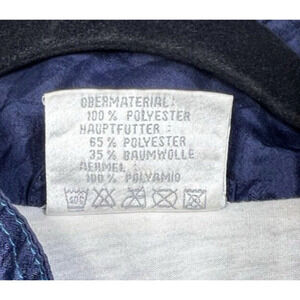 OBERMATERIAL:
100 % POLYESTER
HAUPTFUTTER :
65 % POLYESTER
35 % BAUMWOLLE
AERMEL :
100 % POLYAMID